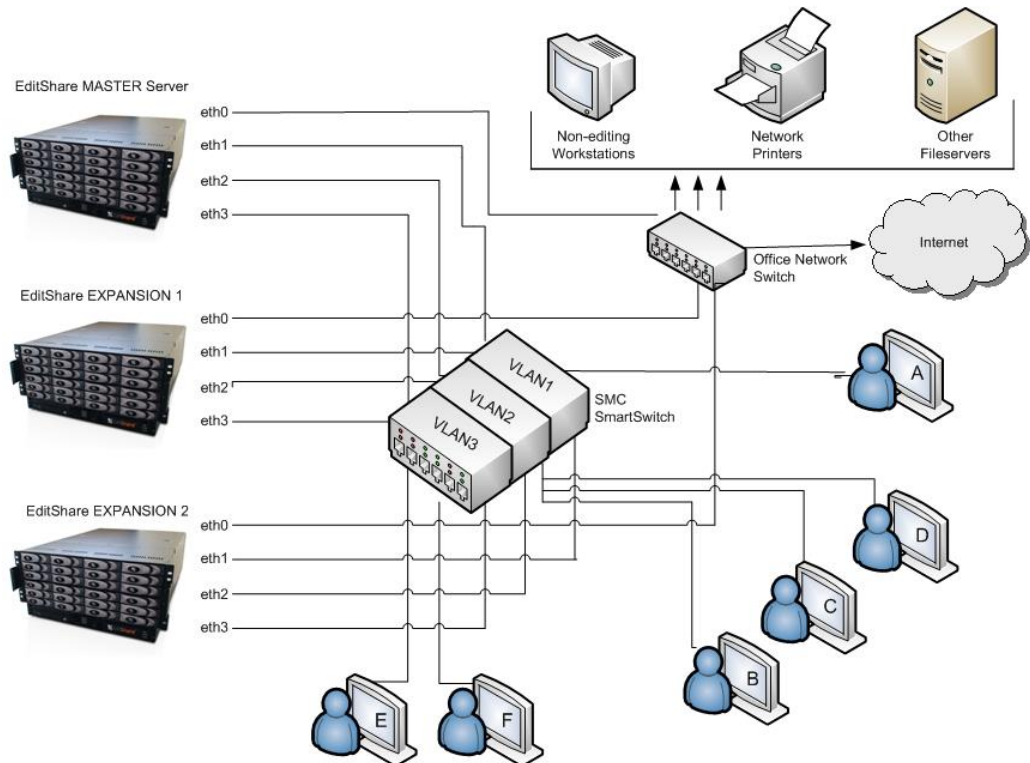 EditShare MASTER Server
eth0
eth1
eth2
eth3
Non-editing
Workstations
Network
Printers
Other
Fileservers
Office Network
Switch
Internet
EditShare EXPANSION 1
eth0
eth1
eth2
eth3
VLAN1
VLAN2
VLAN3
SMC
SmartSwitch
A
EditShare EXPANSION 2
eth0
eth1
eth2
eth3
D
C
B
E
F